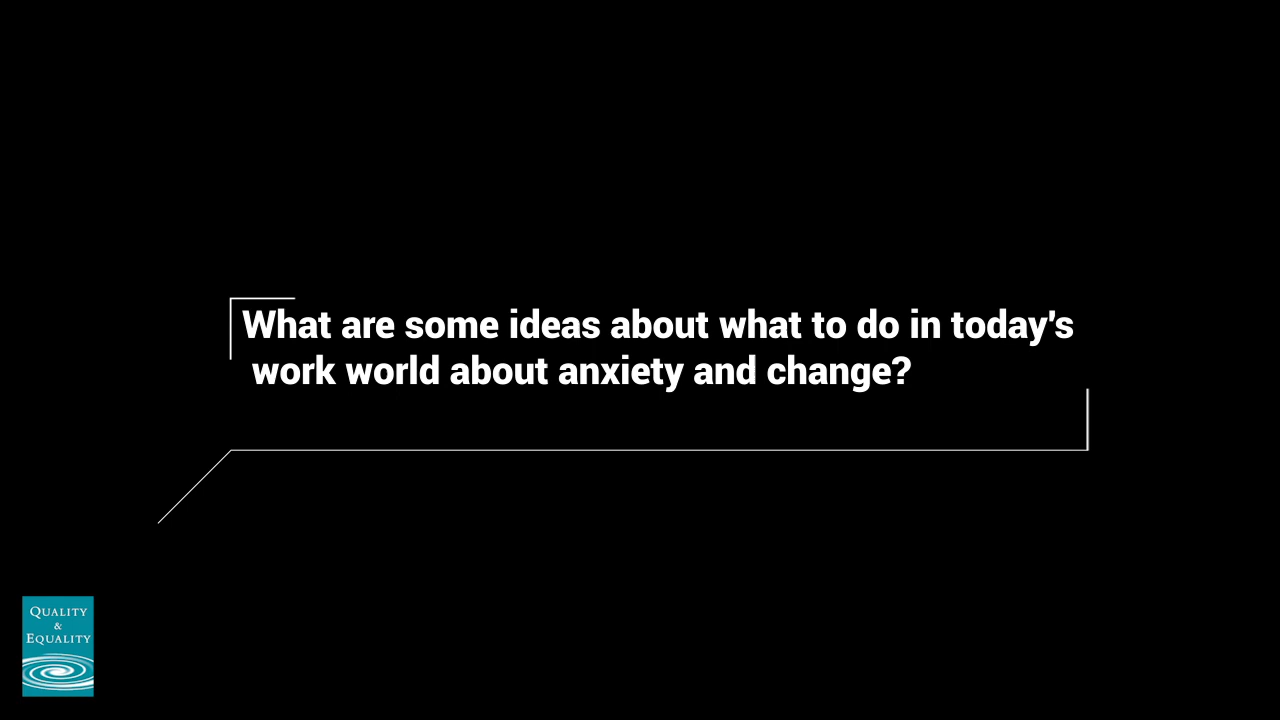 What are some ideas about what to do in today's
work world about anxiety and change?
QUALITY
&
EQUALITY